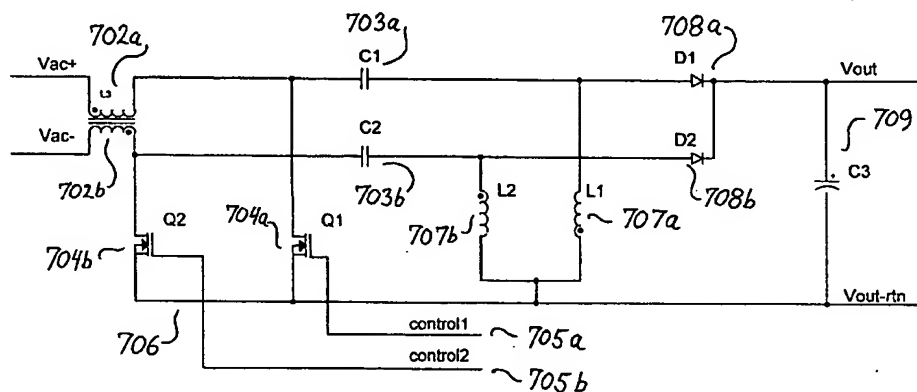 702a
703a
708a
Vac+
L3
C1
D1
Vout
Vac-
C2
D2
709
702b
703b
708b
C3
Q2
704a
Q1
L2
L1
707b
707a
704b
706
control1
705a
Vout-rtn
control2
705b